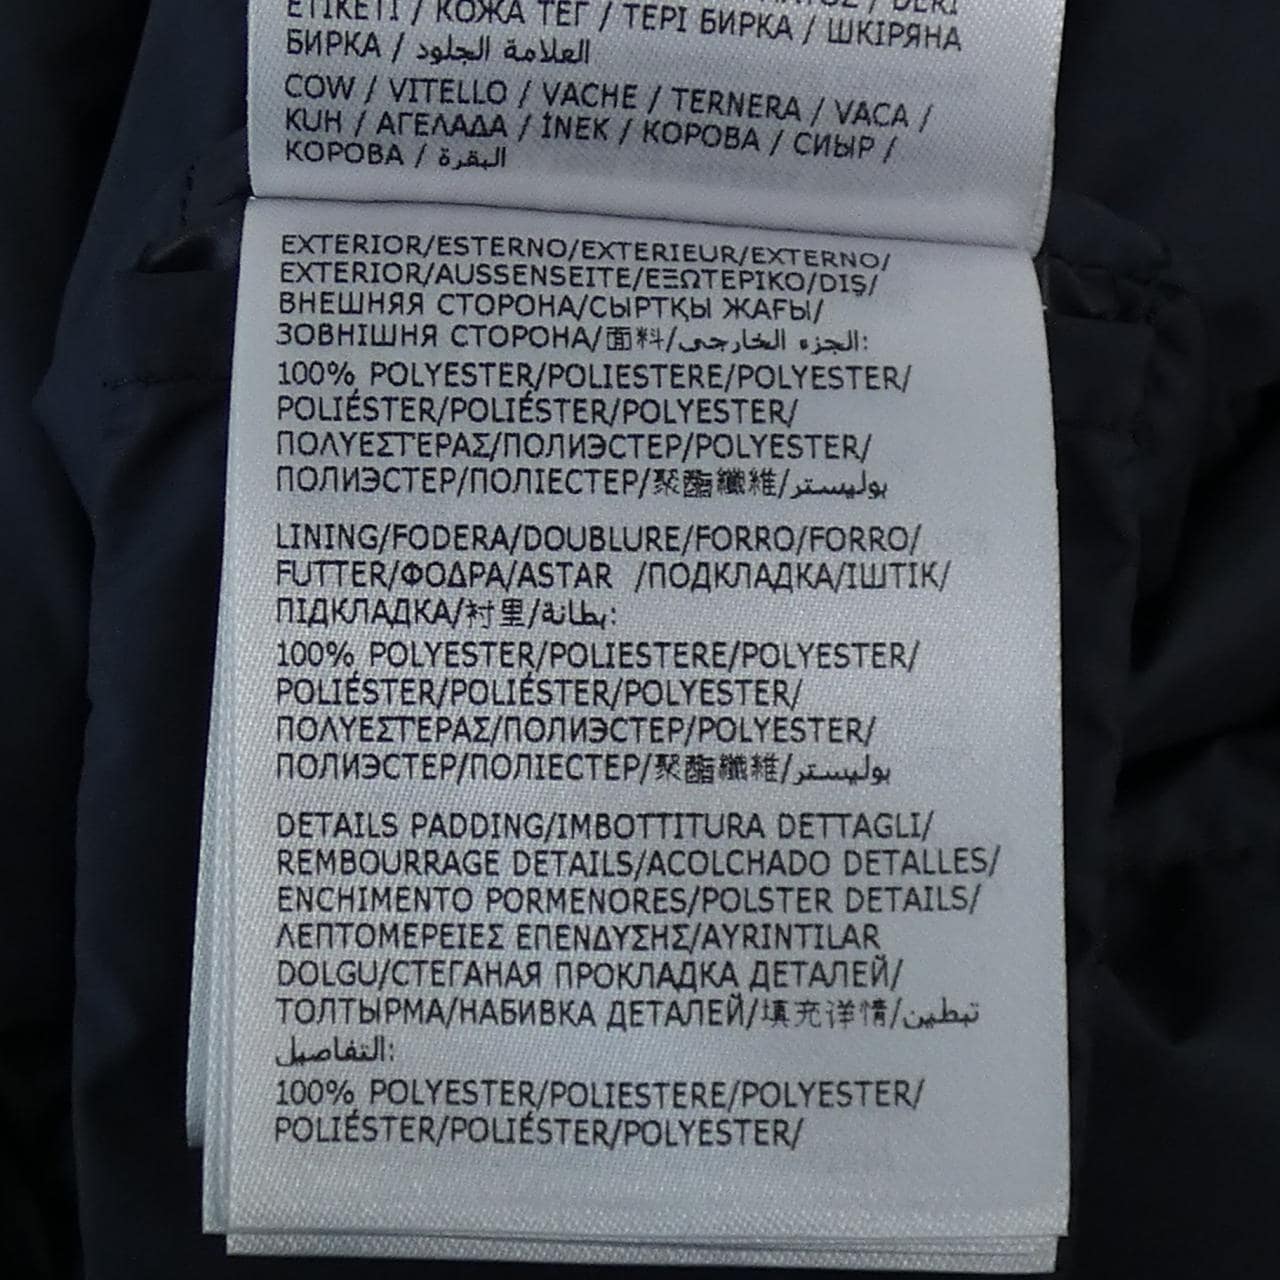 ETİKETİ / КОЖА ТЕГ / ТЕРІ БИРКА / ШКІРЯНА
БИРКА / العلامة الجلود
COW / VITELLO / VACHE / TERNERA / VACA /
KUH / ΑΓΕΛΑΔΑ / İNEK / КОРОВА / СИЫР /
КОРОВА / البقرة
EXTERIOR/ESTERNO/EXTERIEUR/EXTERNO/
EXTERIOR/AUSSENSEITE/ΕΞΩΤΕΡΙΚΟ/DIŞ/
ВНЕШНЯЯ СТОРОНА/СЫРТҚЫ ЖАҒЫ/
ЗОВНІШНЯ СТОРОНА/面料/الجزء الخارجي:
100% POLYESTER/POLIESTERE/POLYESTER/
POLIÉSTER/POLIÉSTER/POLYESTER/
ΠΟΛΥΕΣΤΕΡΑΣ/ПОЛИЭСТЕР/POLYESTER/
ПОЛИЭСТЕР/ПОЛІЕСТЕР/聚酯纖維/بوليستر
LINING/FODERA/DOUBLURE/FORRO/FORRO/
FUTTER/ΦΟΔΡΑ/ASTAR /ПОДКЛАДКА/ІШТІК/
ПІДКЛАДКА/衬里/بطانة:
100% POLYESTER/POLIESTERE/POLYESTER/
POLIÉSTER/POLIÉSTER/POLYESTER/
ΠΟΛΥΕΣΤΕΡΑΣ/ПОЛИЭСТЕР/POLYESTER/
ПОЛИЭСТЕР/ПОЛІЕСТЕР/聚酯纖維/بوليستر
DETAILS PADDING/IMBOTTITURA DETTAGLI/
REMBOURRAGE DETAILS/ACOLCHADO DETALLES/
ENCHIMENTO PORMENORES/POLSTER DETAILS/
ΛΕΠΤΟΜΕΡΕΙΕΣ ΕΠΕΝΔΥΣΗΣ/AYRINTILAR
DOLGU/СТЕГАНАЯ ПРОКЛАДКА ДЕТАЛЕЙ/
ТОЛТЫРМА/НАБИВКА ДЕТАЛЕЙ/填充详情/تبطين
التفاصيل:
100% POLYESTER/POLIESTERE/POLYESTER/
POLIÉSTER/POLIÉSTER/POLYESTER/